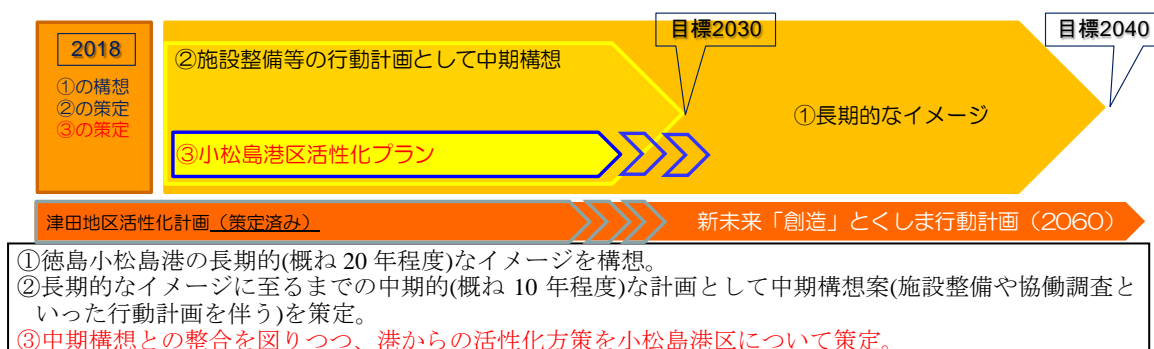 2018
①の構想
②の策定
③の策定
②施設整備等の行動計画として中期構想
目標2030
目標2040
①長期的なイメージ
③小松島港区活性化プラン
津田地区活性化計画(策定済み)
新未来「創造」とくしま行動計画(2060)
①徳島小松島港の長期的(概ね 20 年程度)なイメージを構想。
②長期的なイメージに至るまでの中期的(概ね 10 年程度)な計画として中期構想案(施設整備や協働調査と
いった行動計画を伴う)を策定。
③中期構想との整合を図りつつ、港からの活性化方策を小松島港区について策定。